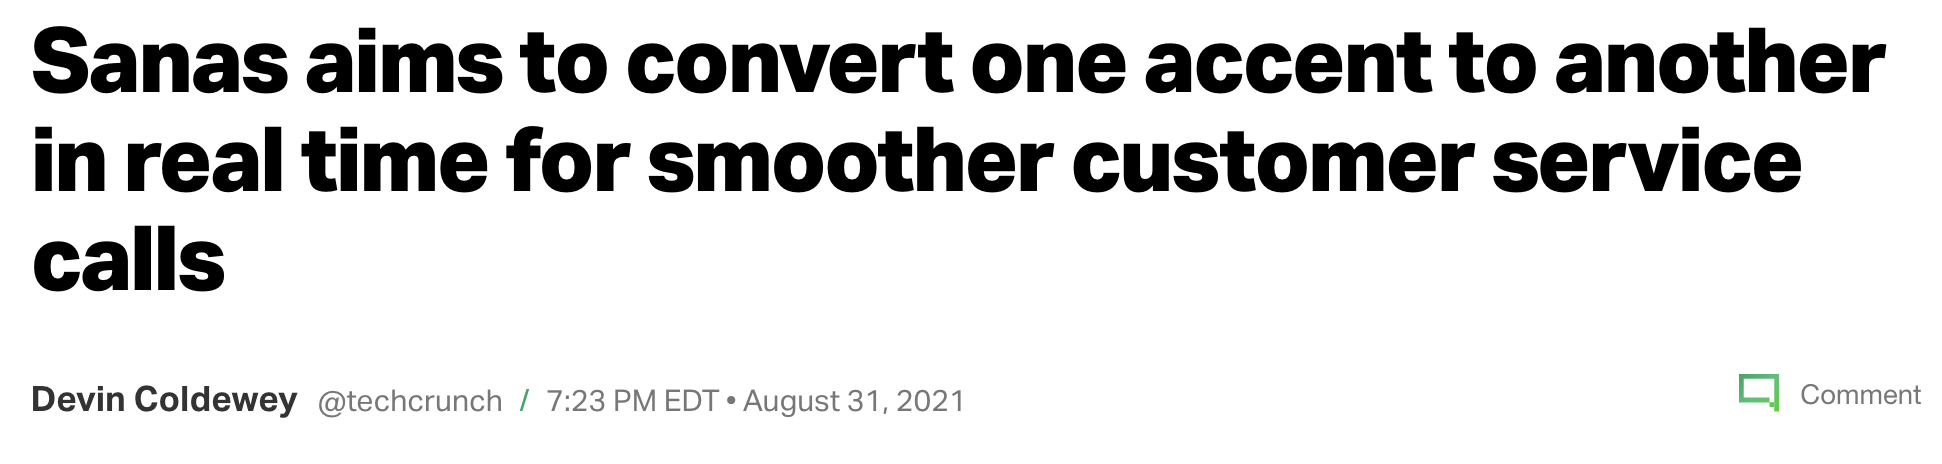 Sanas aims to convert one accent to another
in real time for smoother customer service
calls
Devin Coldewey @techcrunch / 7:23 PM EDT • August 31, 2021
Comment